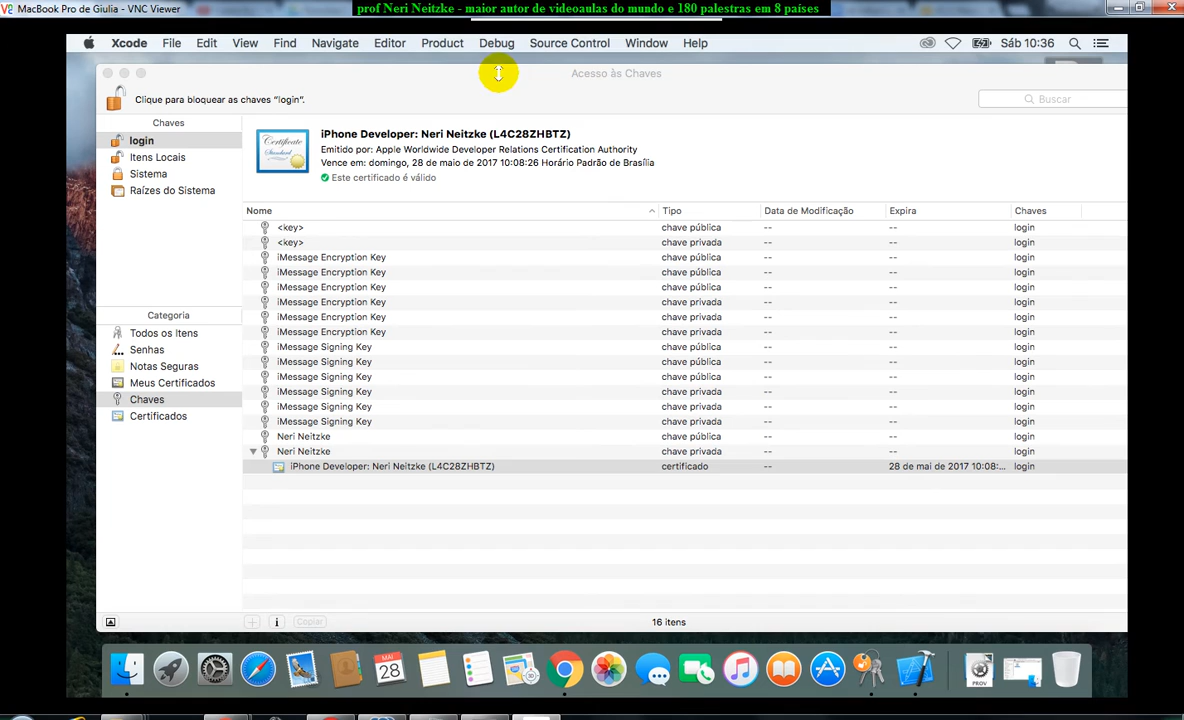 MacBook Pro de Giulia - VNC Viewer
prof Neri Neitzke - maior autor de videoaulas do mundo e 180 palestras em 8 países
Xcode File Edit View Find Navigate Editor Product Debug Source Control Window Help Sáb 10:36
Acesso às Chaves
Clique para bloquear as chaves “login”.
Buscar
Chaves
login
Itens Locais
Sistema
Raízes do Sistema
Certificate
Standard
iPhone Developer: Neri Neitzke (L4C28ZHBTZ)
Emitido por: Apple Worldwide Developer Relations Certification Authority
Vence em: domingo, 28 de maio de 2017 10:08:26 Horário Padrão de Brasília
Este certificado é válido
Nome Tipo Data de Modificação Expira Chaves
<key> chave pública -- -- login
<key> chave privada -- -- login
iMessage Encryption Key chave pública -- -- login
iMessage Encryption Key chave pública -- -- login
iMessage Encryption Key chave pública -- -- login
iMessage Encryption Key chave privada -- -- login
iMessage Encryption Key chave privada -- -- login
iMessage Encryption Key chave privada -- -- login
iMessage Signing Key chave pública -- -- login
iMessage Signing Key chave pública -- -- login
iMessage Signing Key chave pública -- -- login
iMessage Signing Key chave privada -- -- login
iMessage Signing Key chave privada -- -- login
iMessage Signing Key chave privada -- -- login
Neri Neitzke chave pública -- -- login
Neri Neitzke chave privada -- -- login
iPhone Developer: Neri Neitzke (L4C28ZHBTZ) certificado -- 28 de mai de 2017 10:08:... login
Categoria
Todos os Itens
Senhas
Notas Seguras
Meus Certificados
Chaves
Certificados
Copiar
16 itens
MAI
28
PROV